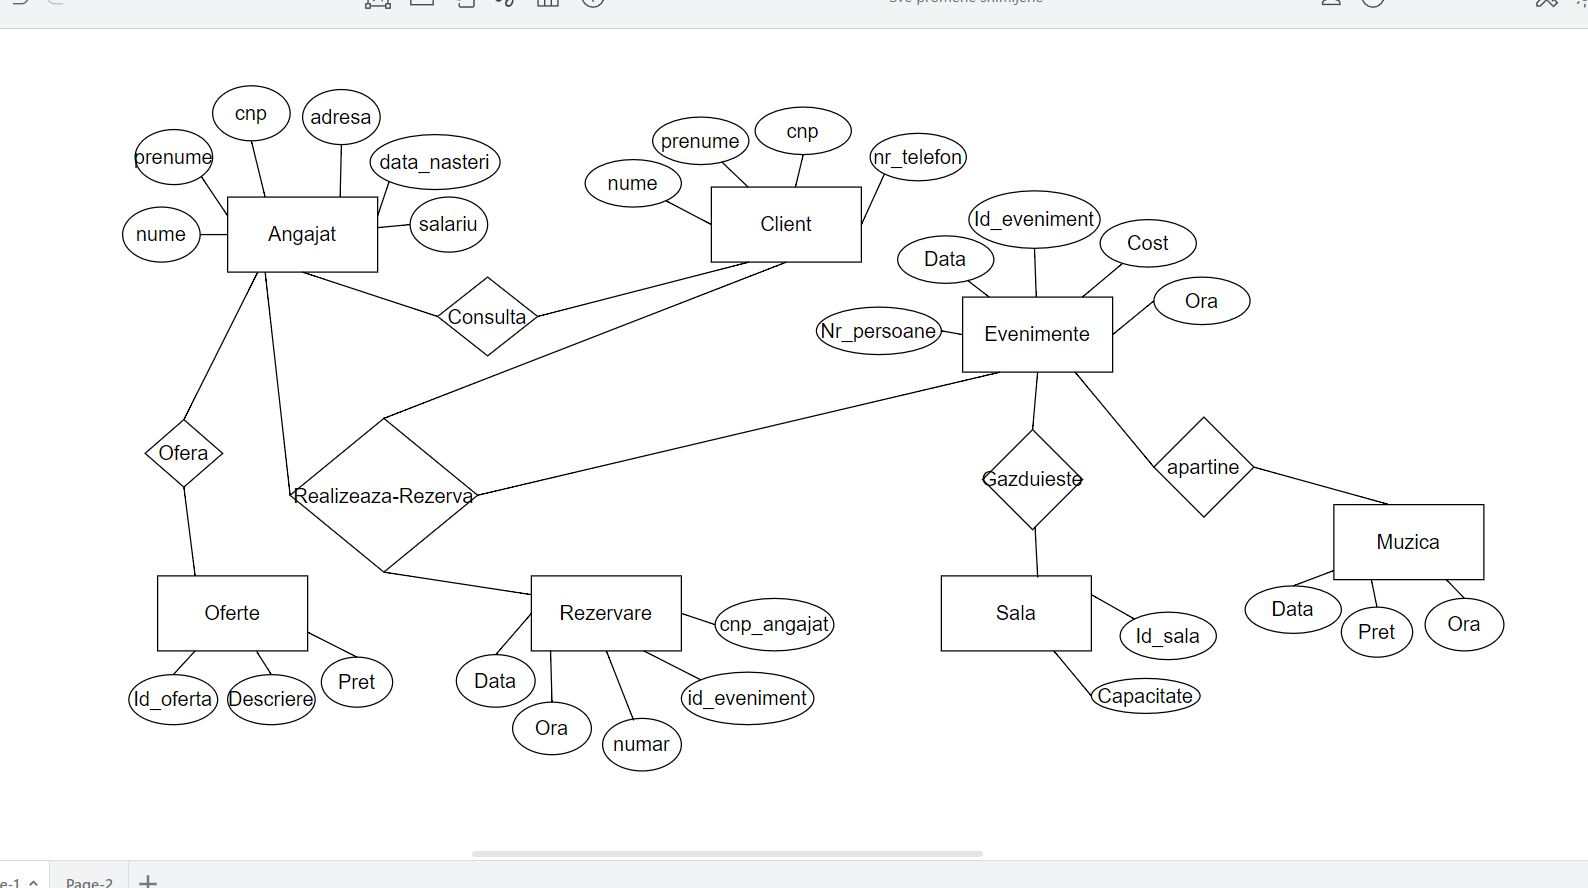 cnp
adresa
prenume
data_nasteri
nume
salariu
Angajat
prenume
cnp
nr_telefon
nume
Client
Id_eveniment
Cost
Data
Ora
Nr_persoane
Evenimente
Consulta
Ofera
Realizeaza-Rezerva
Gazduieste
apartine
Muzica
Data
Pret
Ora
Oferte
Id_oferta
Descriere
Pret
Rezervare
cnp_angajat
Data
id_eveniment
Ora
numar
Sala
Id_sala
Capacitate
Page-2